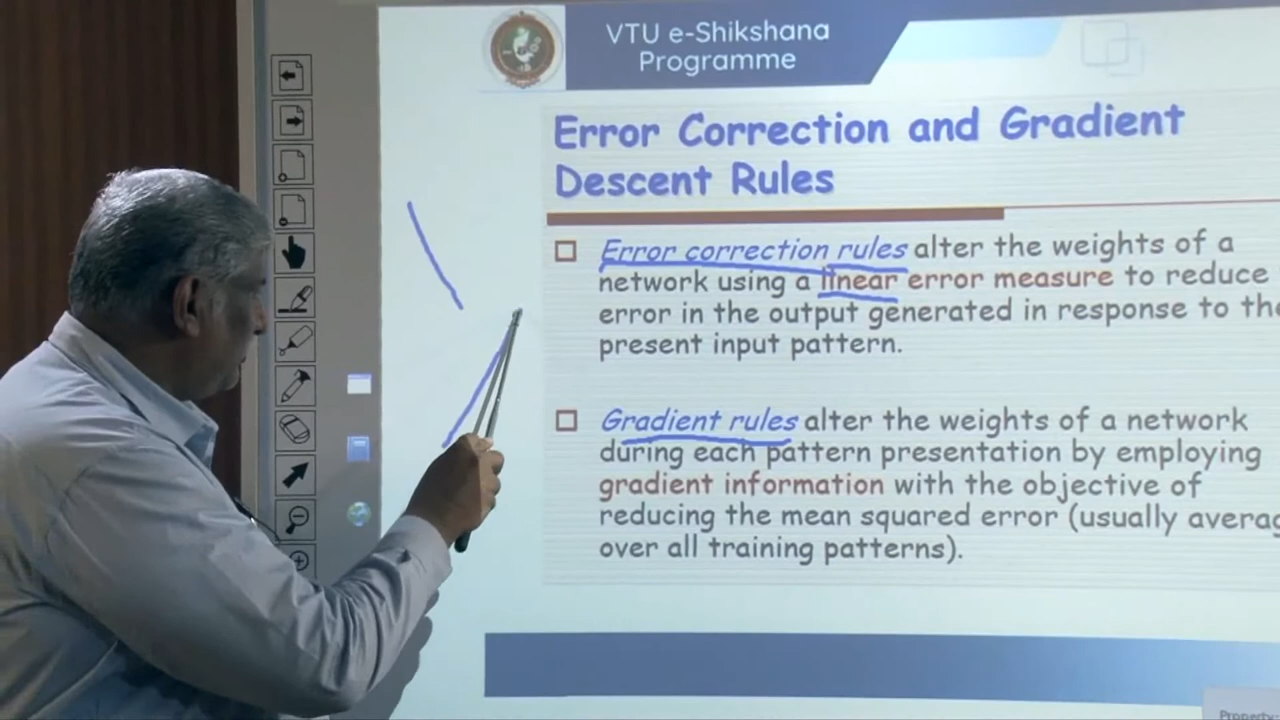 VTU e-Shikshana
Programme
Error Correction and Gradient
Descent Rules
Error correction rules alter the weights of a
network using a linear error measure to reduce
error in the output generated in response to the
present input pattern.
Gradient rules alter the weights of a network
during each pattern presentation by employing
gradient information with the objective of
reducing the mean squared error (usually averag
over all training patterns).
Property